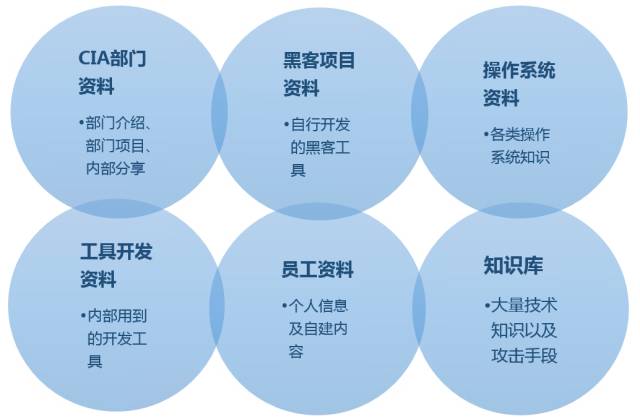 CIA部门
资料
•部门介绍、
部门项目、
内部分享
黑客项目
资料
•自行开发
的黑客工
具
操作系统
资料
•各类操作
系统知识
工具开发
资料
•内部用到
的开发工
具
员工资料
•个人信息
及自建内
容
知识库
•大量技术
知识以及
攻击手段